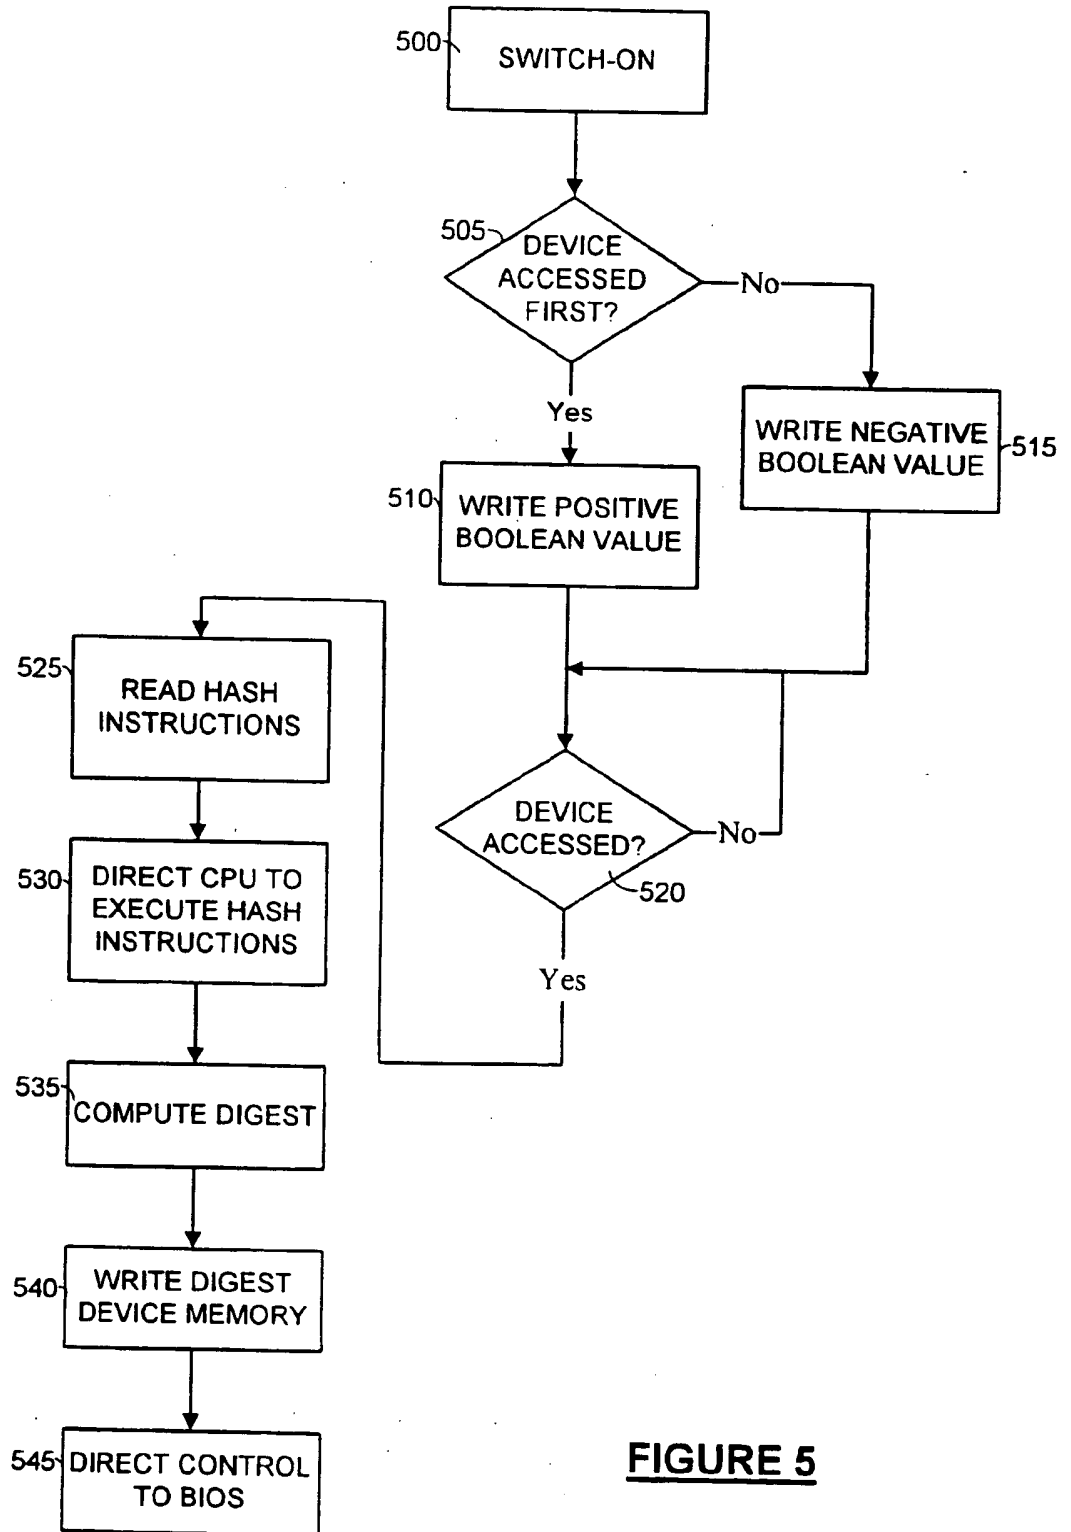 500
SWITCH-ON
505
DEVICE
ACCESSED
FIRST?
No
Yes
WRITE NEGATIVE
BOOLEAN VALUE
515
510
WRITE POSITIVE
BOOLEAN VALUE
525
READ HASH
INSTRUCTIONS
DEVICE
ACCESSED?
No
520
Yes
530
DIRECT CPU TO
EXECUTE HASH
INSTRUCTIONS
535
COMPUTE DIGEST
540
WRITE DIGEST
DEVICE MEMORY
545
DIRECT CONTROL
TO BIOS
FIGURE 5